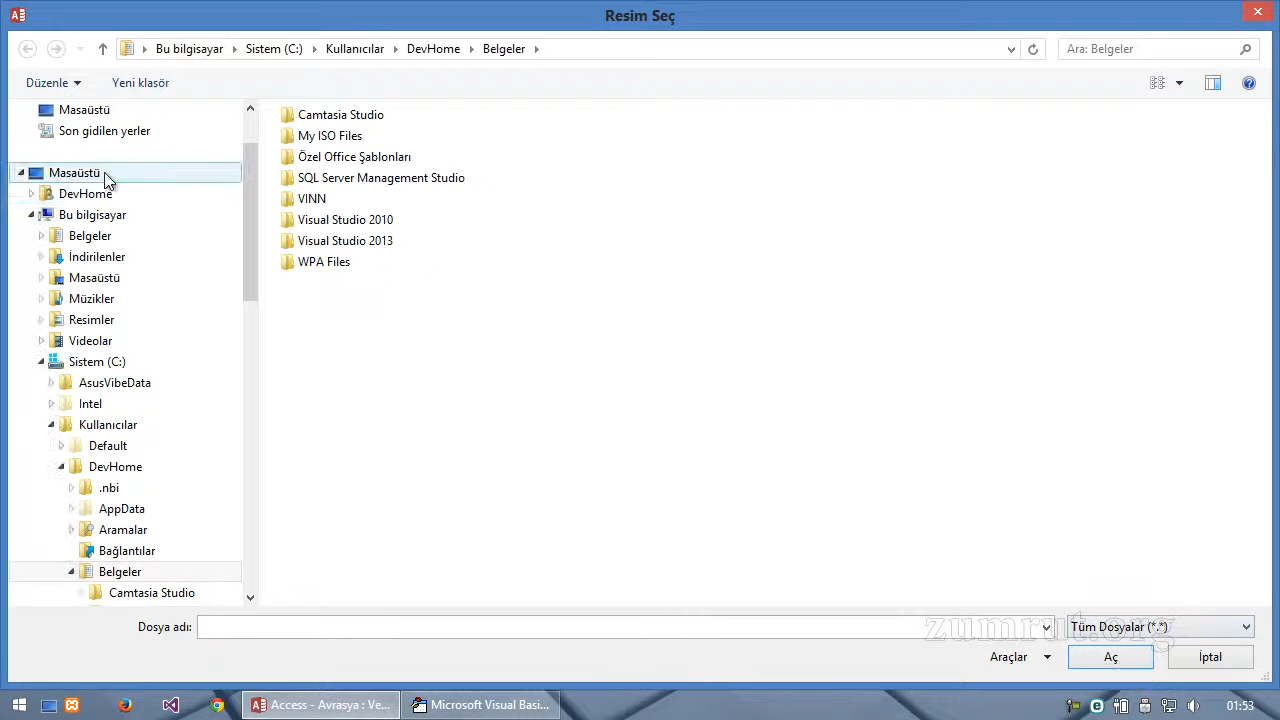 Resim Seç
Bu bilgisayar Sistem (C:) Kullanıcılar DevHome Belgeler
Ara: Belgeler
Düzenle Yeni klasör
Masaüstü
Son gidilen yerler
Masaüstü
DevHome
Bu bilgisayar
Belgeler
İndirilenler
Masaüstü
Müzikler
Resimler
Videolar
Sistem (C:)
AsusVibeData
Intel
Kullanıcılar
Default
DevHome
.nbi
AppData
Aramalar
Bağlantılar
Belgeler
Camtasia Studio
Camtasia Studio
My ISO Files
Özel Office Şablonları
SQL Server Management Studio
VINN
Visual Studio 2010
Visual Studio 2013
WPA Files
Dosya adı:
Tüm Dosyalar (*.*)
zumrut.org
Araçlar Aç İptal
Access - Avrasya : Ve...
Microsoft Visual Basi...
01:53